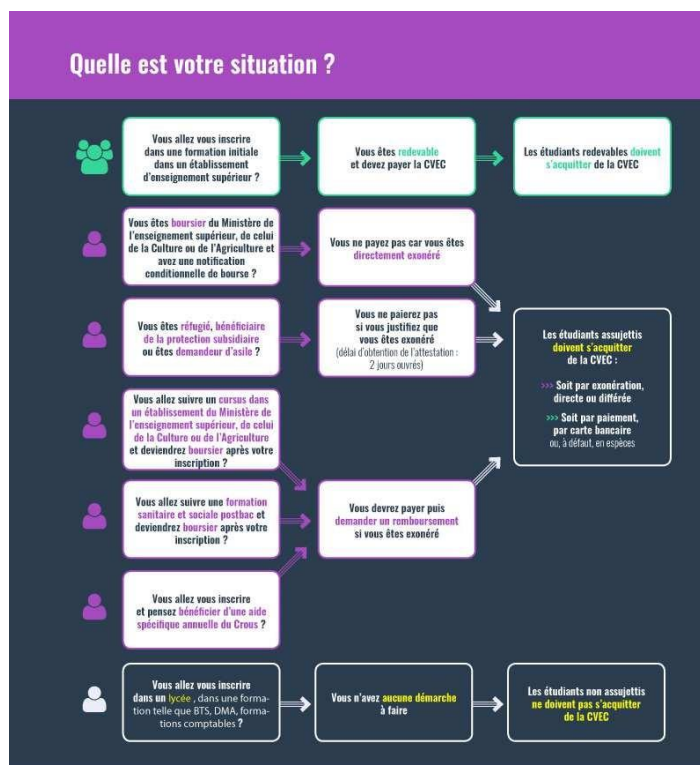 Quelle est votre situation ?
Vous allez vous inscrire
dans une formation initiale
dans un établissement
d'enseignement supérieur ?
Vous êtes redevable
et devez payer la CVEC
Les étudiants redevables doivent
s'acquitter de la CVEC
Vous êtes boursier du Ministère de
l'enseignement supérieur, de celui
de la Culture ou de l'Agriculture et
avez une notification
conditionnelle de bourse ?
Vous ne payez pas car vous êtes
directement exonéré
Vous êtes réfugié, bénéficiaire
de la protection subsidiaire
ou êtes demandeur d'asile ?
Vous ne paierez pas
si vous justifiez que
vous êtes exonéré
(délai d'obtention de l'attestation :
2 jours ouvrés)
Les étudiants assujettis
doivent s'acquitter
de la CVEC :
>>> Soit par exonération,
directe ou différée
>>> Soit par paiement,
par carte bancaire
ou, à défaut, en espèces
Vous allez suivre un cursus dans
un établissement du Ministère de
l'enseignement supérieur, de celui
de la Culture ou de l'Agriculture
et deviendrez boursier après votre
inscription ?
Vous allez suivre une formation
sanitaire et sociale postbac et
deviendrez boursier après votre
inscription ?
Vous devrez payer puis
demander un remboursement
si vous êtes exonéré
Vous allez vous inscrire
et pensez bénéficier d'une aide
spécifique annuelle du Crous ?
Vous allez vous inscrire
dans un lycée , dans une forma-
tion telle que BTS, DMA, forma-
tions comptables ?
Vous n'avez aucune démarche
à faire
Les étudiants non assujettis
ne doivent pas s'acquitter
de la CVEC